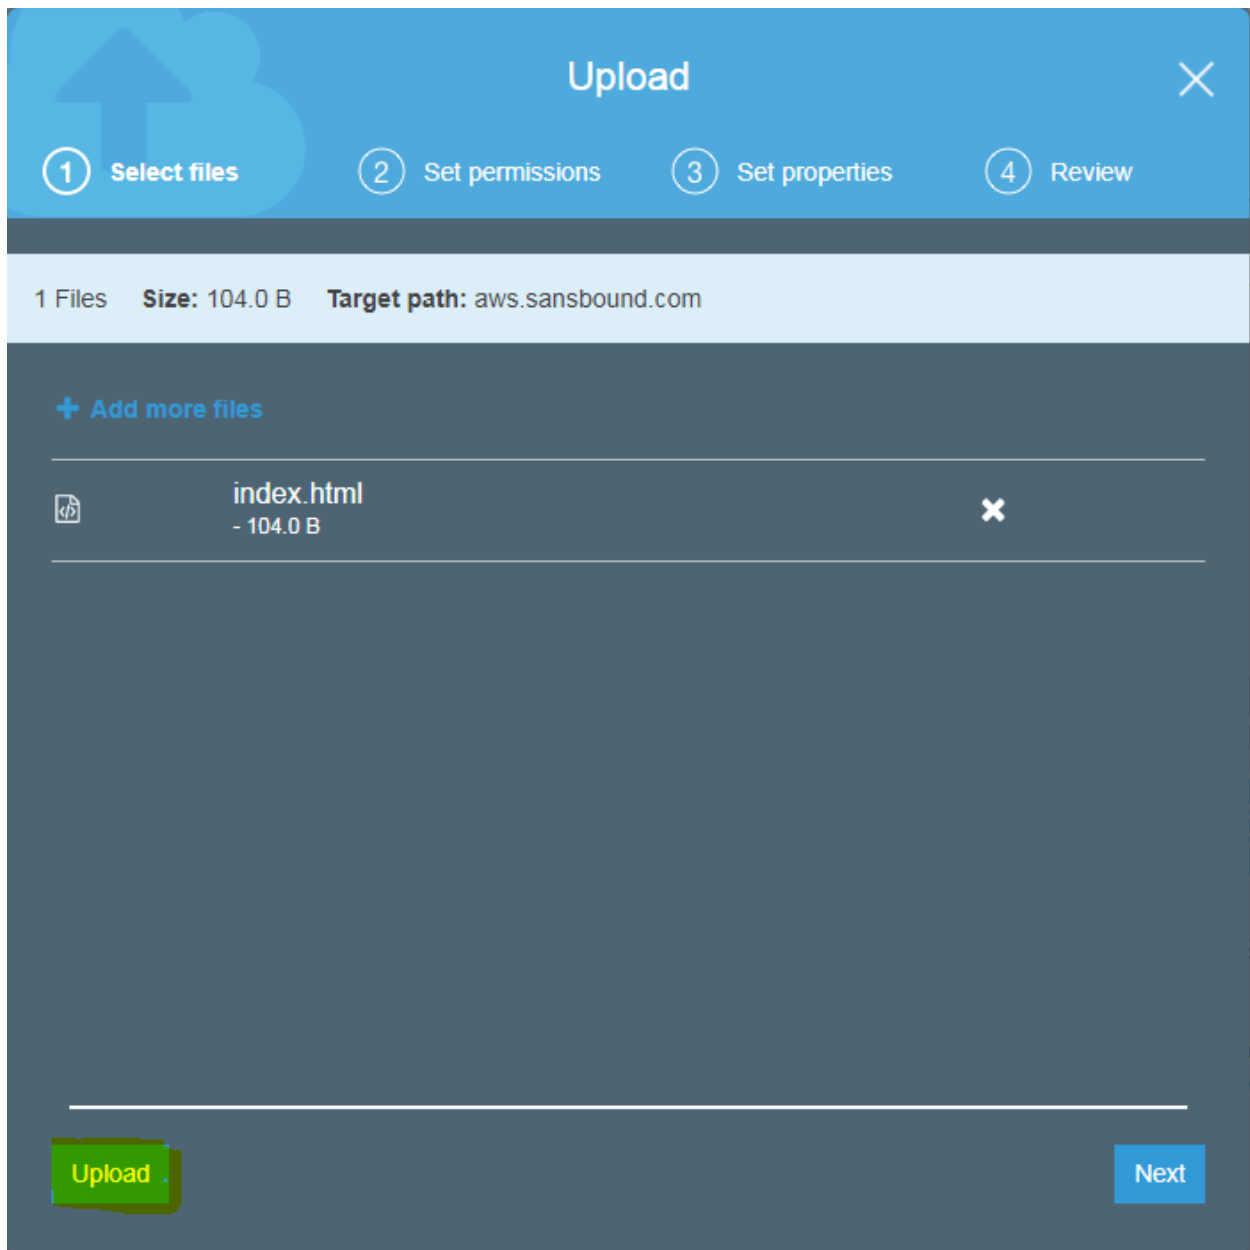 Upload
1 Select files 2 Set permissions 3 Set properties 4 Review
1 Files Size: 104.0 B Target path: aws.sansbound.com
+ Add more files
index.html
- 104.0 B
Upload Next